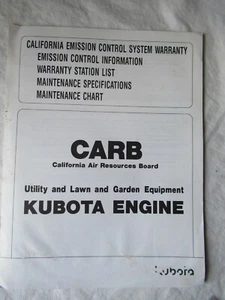 CALIFORNIA EMISSION CONTROL SYSTEM WARRANTY
EMISSION CONTROL INFORMATION
WARRANTY STATION LIST
MAINTENANCE SPECIFICATIONS
MAINTENANCE CHART
CARB
California Air Resources Board
Utility and Lawn and Garden Equipment
KUBOTA ENGINE
Kubota